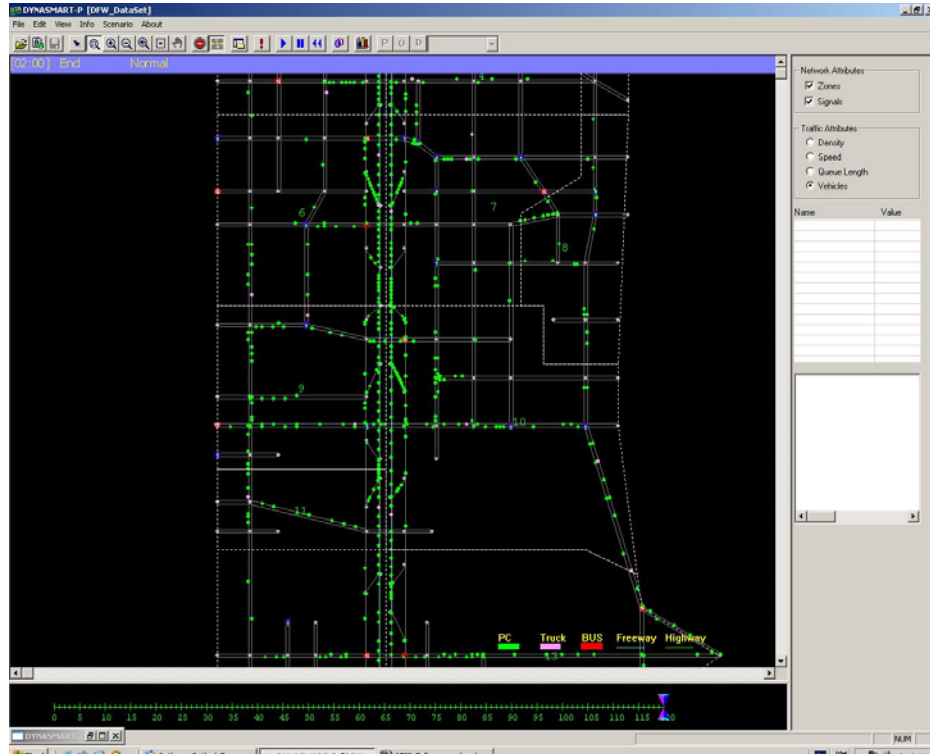 DYNASMART-P - [DFW_DataSet]
File Edit View Info Scenario About
P O D
[02:00] End Normal
Network Attributes
Zones
Signals
Traffic Attributes
Density
Speed
Queue Length
Vehicles
Name Value
4
6
7
8
9
10
11
13
PC Truck BUS Freeway Highway
0 5 10 15 20 25 30 35 40 45 50 55 60 65 70 75 80 85 90 95 100 105 110 115 120
DYNASMART...
NUM